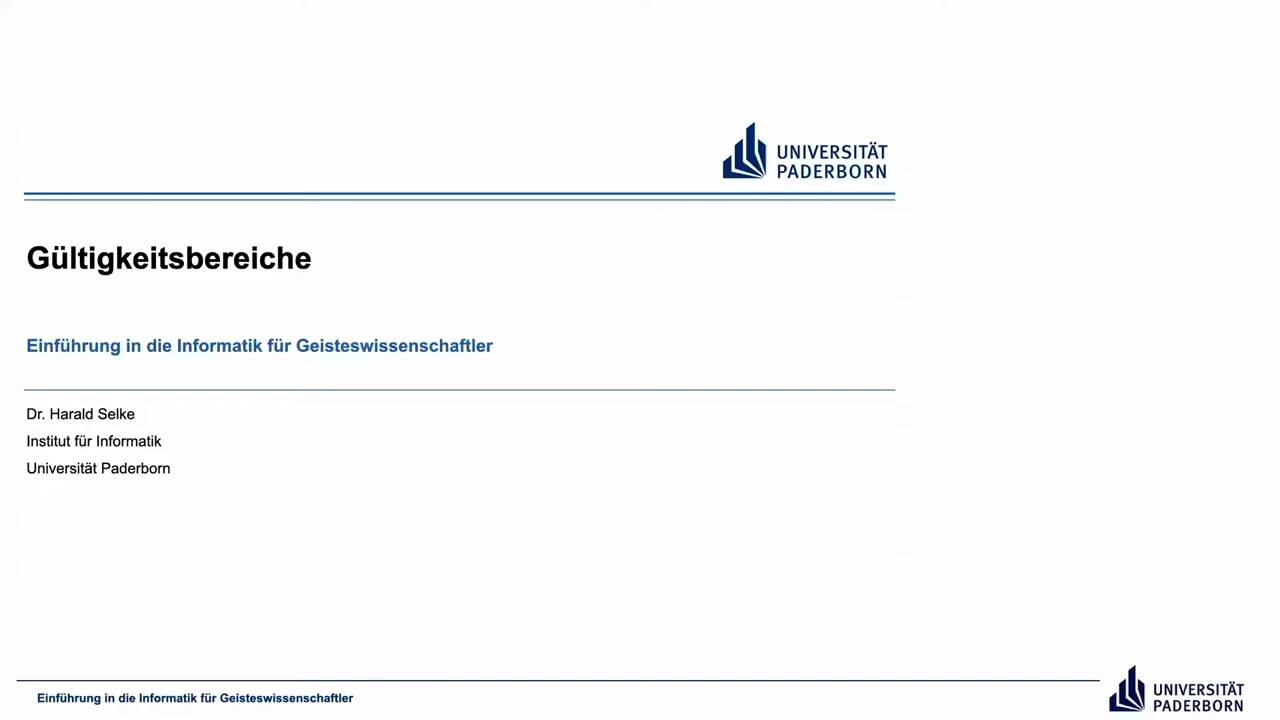 UNIVERSITÄT
PADERBORN
Gültigkeitsbereiche
Einführung in die Informatik für Geisteswissenschaftler
Dr. Harald Selke
Institut für Informatik
Universität Paderborn
Einführung in die Informatik für Geisteswissenschaftler
UNIVERSITÄT
PADERBORN